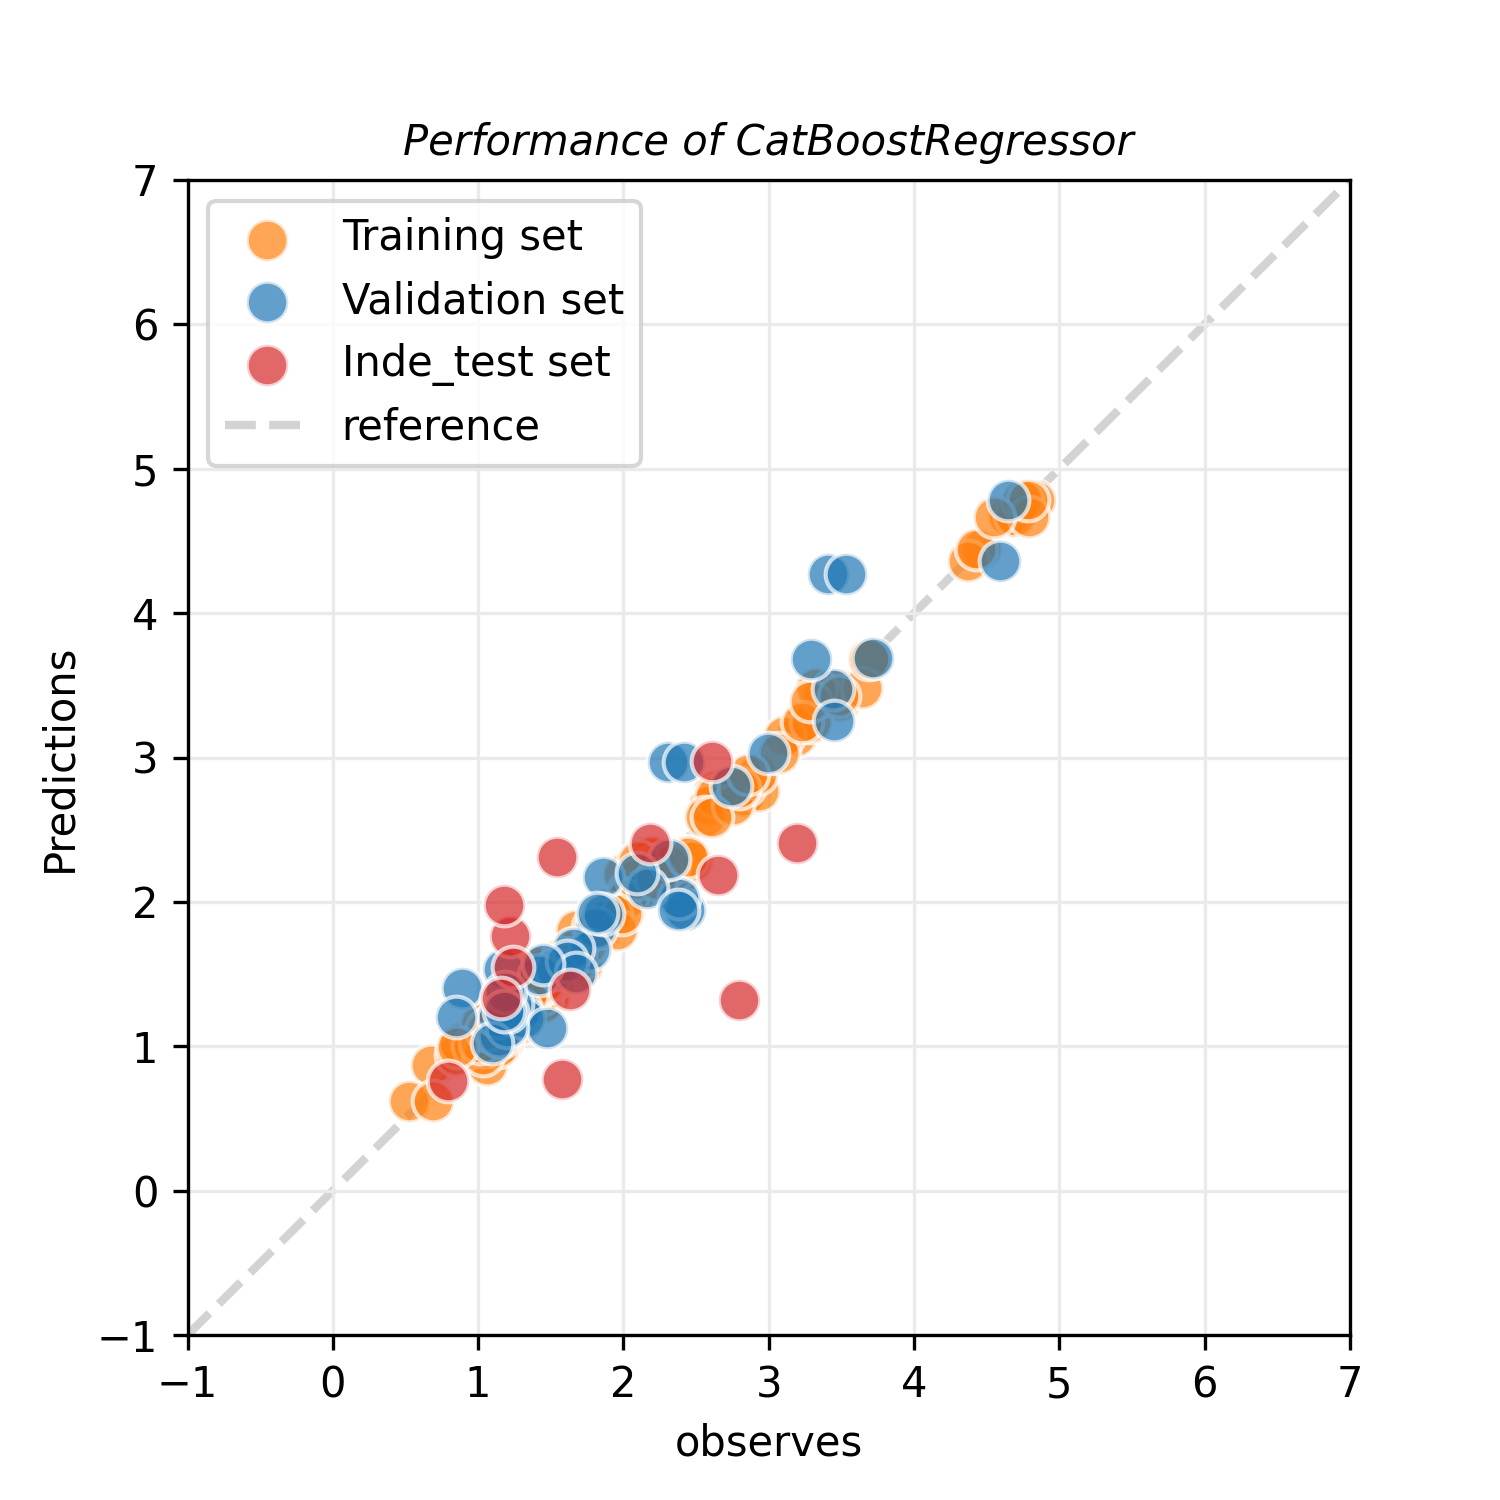 Performance of CatBoostRegressor
7
6
5
4
3
2
1
0
−1
Training set
Validation set
Inde_test set
reference
Predictions
−1 0 1 2 3 4 5 6 7
observes